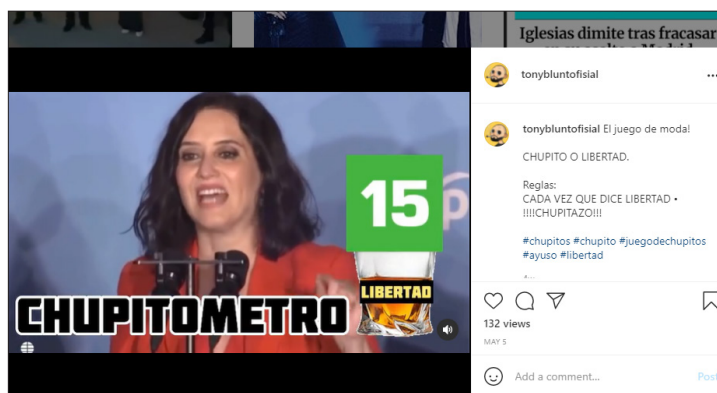 Iglesias dimite tras fracasar
tonybluntofisial
...
tonybluntofisial El juego de moda!
CHUPITO O LIBERTAD.
Reglas:
CADA VEZ QUE DICE LIBERTAD •
!!!!CHUPITAZO!!!
#chupitos #chupito #juegodechupitos
#ayuso #libertad
15
p
LIBERTAD
CHUPITOMETRO
132 views
MAY 5
Add a comment...
Post